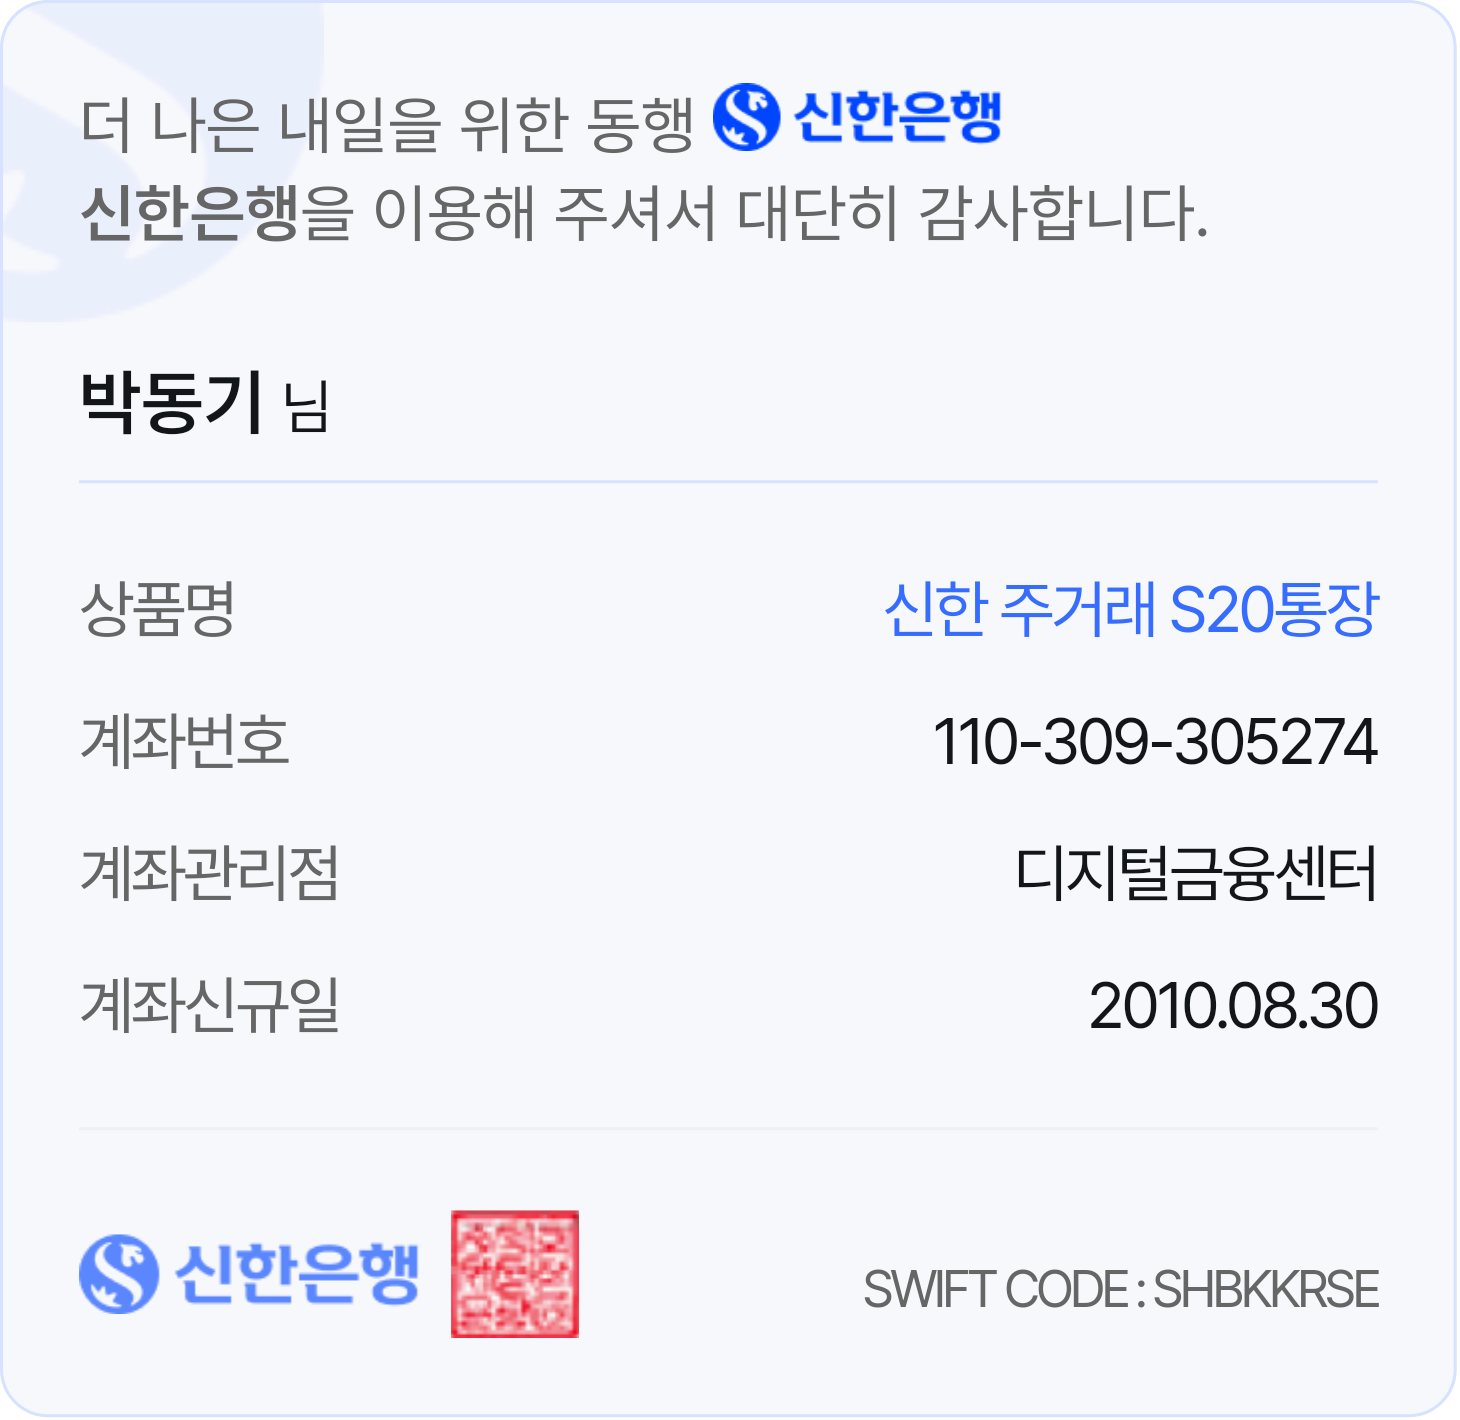 더 나은 내일을 위한 동행 신한은행
신한은행을 이용해 주셔서 대단히 감사합니다.
박동기 님
상품명 신한 주거래 S20통장
계좌번호 110-309-305274
계좌관리점 디지털금융센터
계좌신규일 2010.08.30
신한은행 SWIFT CODE : SHBKKRSE